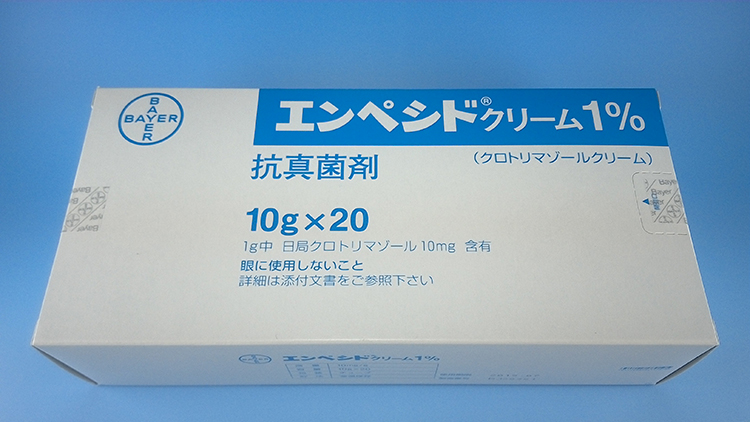 BAYER
BAYER
エンペシド®クリーム1%
(クロトリマゾールクリーム)
抗真菌剤
10g×20
1g中 日局クロトリマゾール10mg 含有
眼に使用しないこと
詳細は添付文書をご参照下さい
Bayer
Bayer
エンペシドクリーム1%